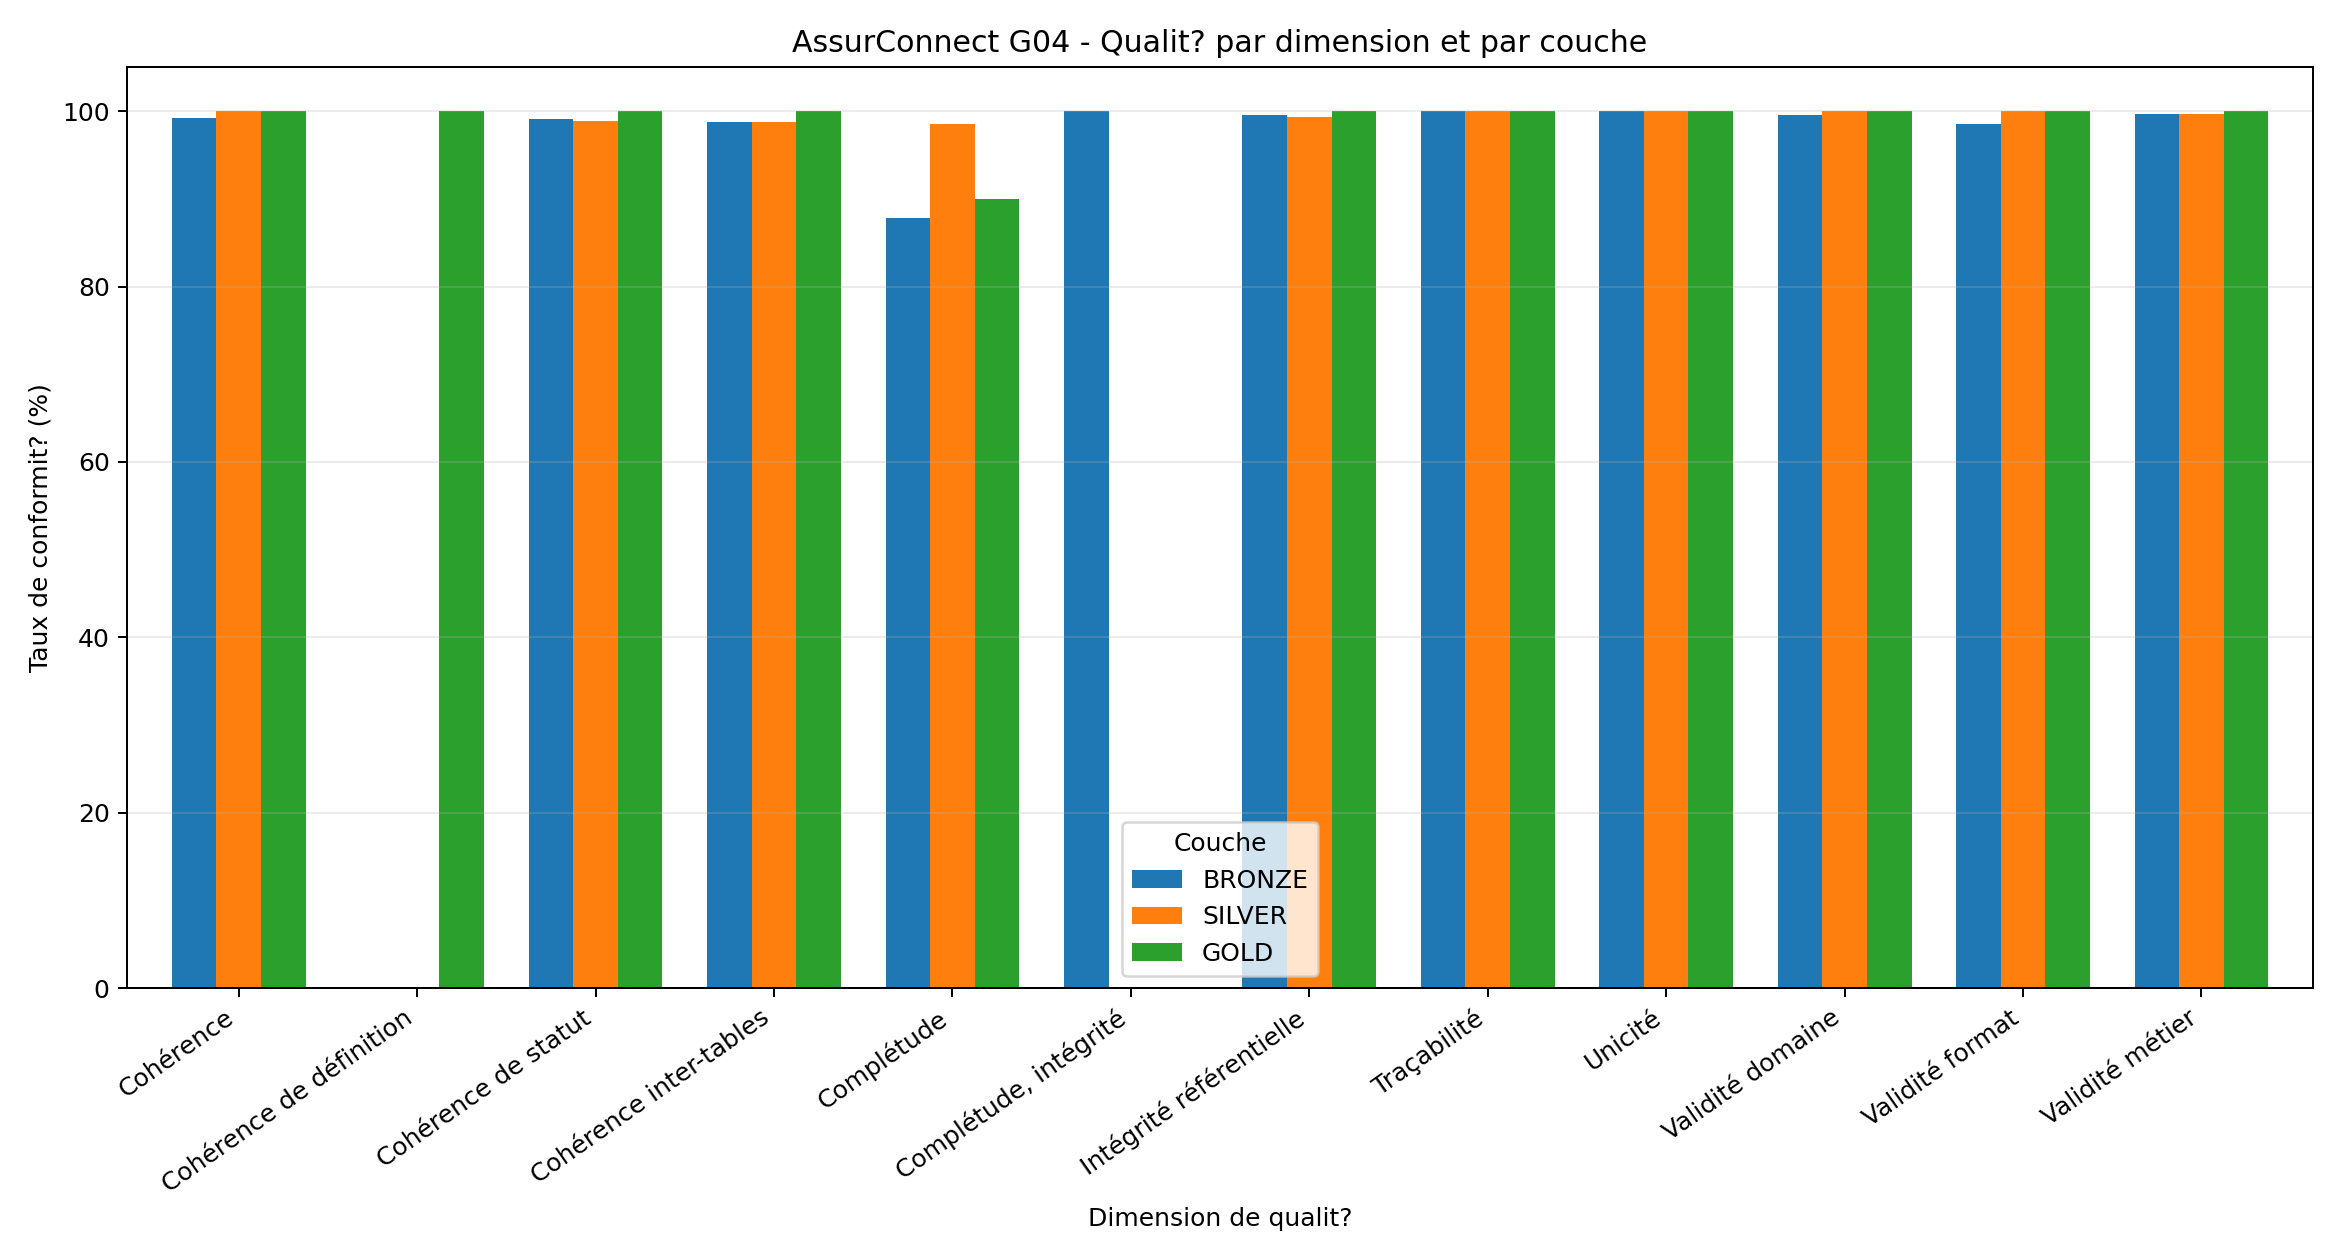 AssurConnect G04 - Qualit? par dimension et par couche
Taux de conformit? (%)
100
80
60
40
20
0
Couche
BRONZE
SILVER
GOLD
Cohérence
Cohérence de définition
Cohérence de statut
Cohérence inter-tables
Complétude
Complétude, intégrité
Intégrité référentielle
Traçabilité
Unicité
Validité domaine
Validité format
Validité métier
Dimension de qualit?